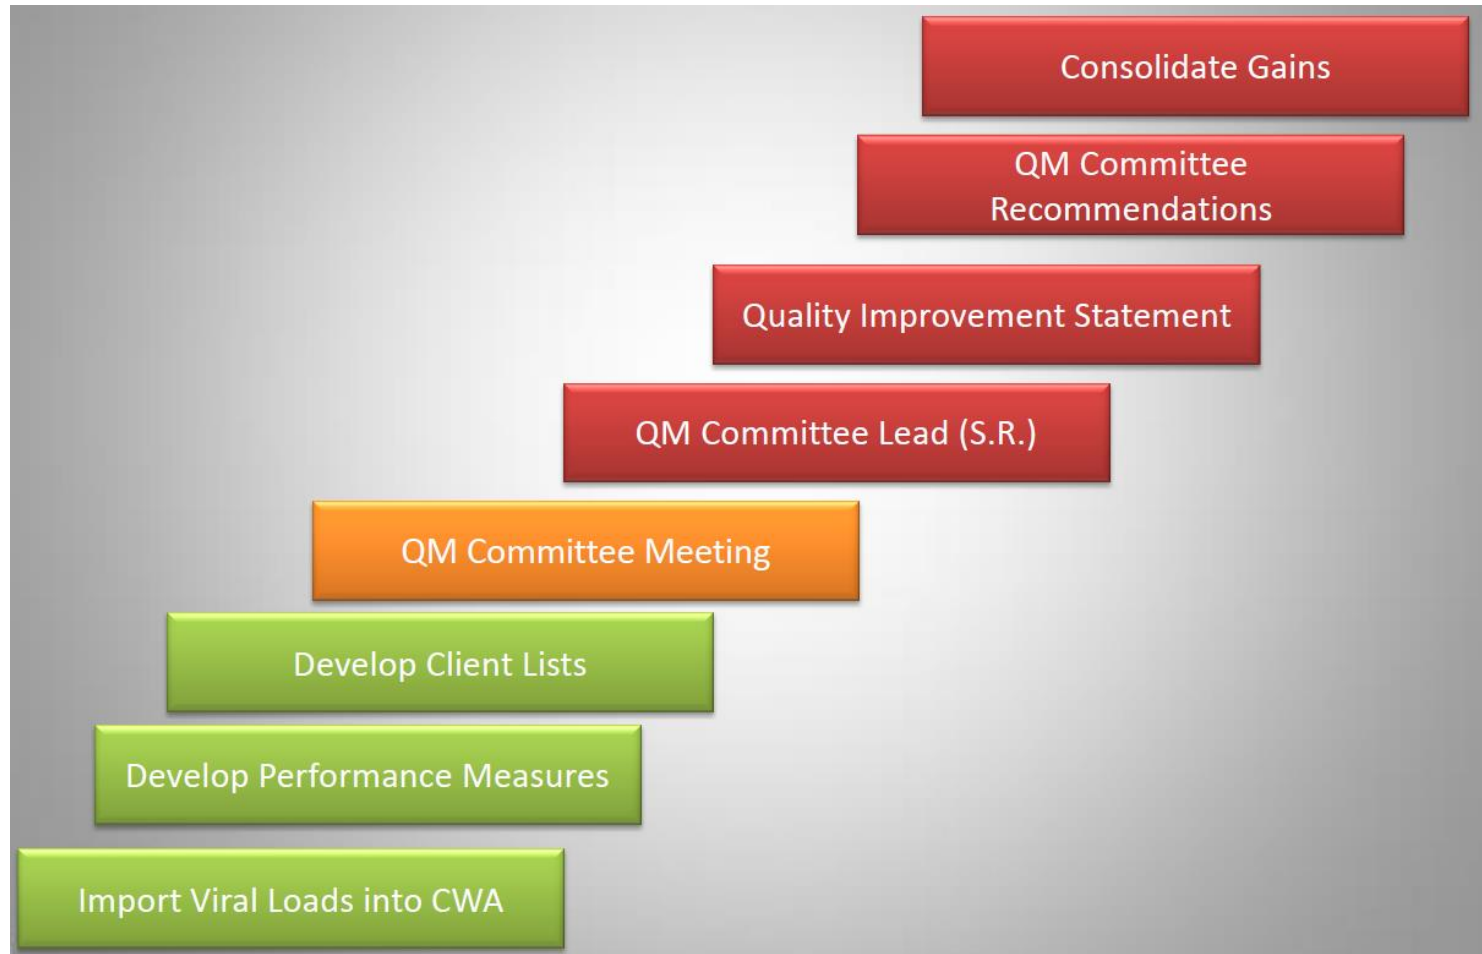 Consolidate Gains
QM Committee
Recommendations
Quality Improvement Statement
QM Committee Lead (S.R.)
QM Committee Meeting
Develop Client Lists
Develop Performance Measures
Import Viral Loads into CWA